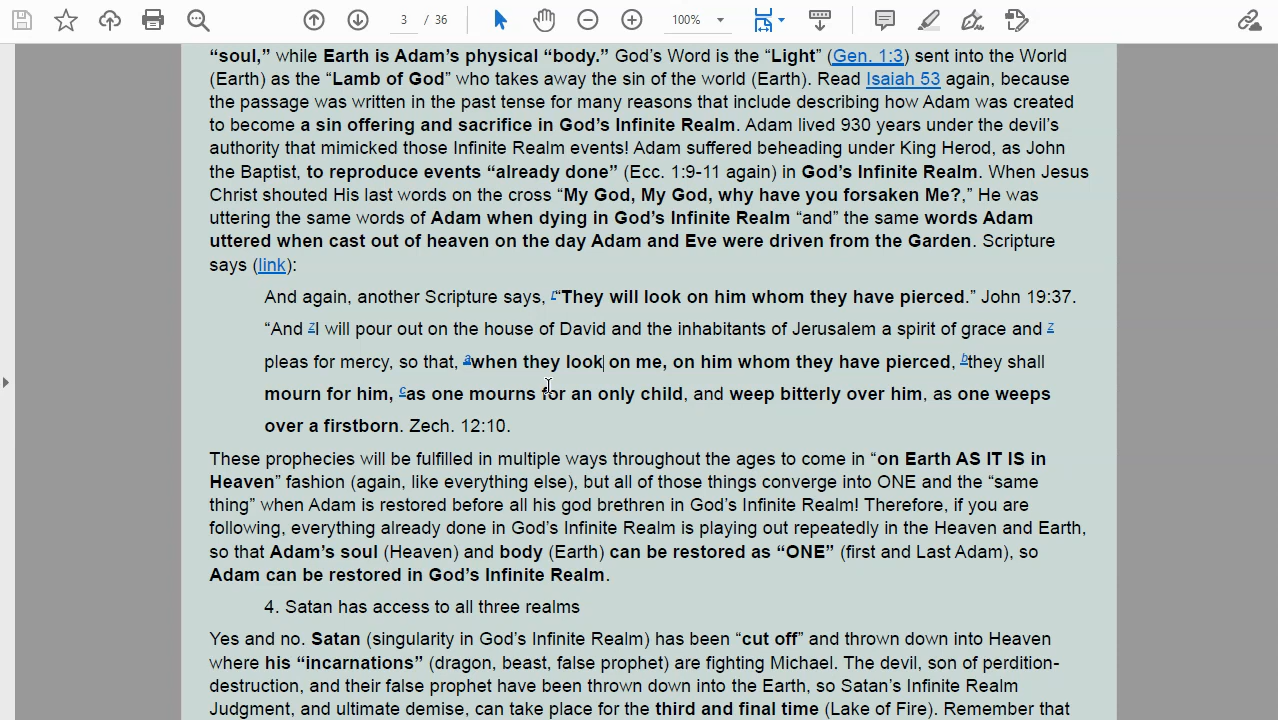 3 / 36 100%
“soul,” while Earth is Adam’s physical “body.” God’s Word is the “Light” (Gen. 1:3) sent into the World
(Earth) as the “Lamb of God” who takes away the sin of the world (Earth). Read Isaiah 53 again, because
the passage was written in the past tense for many reasons that include describing how Adam was created
to become a sin offering and sacrifice in God’s Infinite Realm. Adam lived 930 years under the devil’s
authority that mimicked those Infinite Realm events! Adam suffered beheading under King Herod, as John
the Baptist, to reproduce events “already done” (Ecc. 1:9-11 again) in God’s Infinite Realm. When Jesus
Christ shouted His last words on the cross “My God, My God, why have you forsaken Me?,” He was
uttering the same words of Adam when dying in God’s Infinite Realm “and” the same words Adam
uttered when cast out of heaven on the day Adam and Eve were driven from the Garden. Scripture
says (link):
And again, another Scripture says, r“They will look on him whom they have pierced.” John 19:37.
“And zI will pour out on the house of David and the inhabitants of Jerusalem a spirit of grace and z
pleas for mercy, so that, awhen they look on me, on him whom they have pierced, bthey shall
mourn for him, cas one mourns for an only child, and weep bitterly over him, as one weeps
over a firstborn. Zech. 12:10.
These prophecies will be fulfilled in multiple ways throughout the ages to come in “on Earth AS IT IS in
Heaven” fashion (again, like everything else), but all of those things converge into ONE and the “same
thing” when Adam is restored before all his god brethren in God’s Infinite Realm! Therefore, if you are
following, everything already done in God’s Infinite Realm is playing out repeatedly in the Heaven and Earth,
so that Adam’s soul (Heaven) and body (Earth) can be restored as “ONE” (first and Last Adam), so
Adam can be restored in God’s Infinite Realm.
4. Satan has access to all three realms
Yes and no. Satan (singularity in God’s Infinite Realm) has been “cut off” and thrown down into Heaven
where his “incarnations” (dragon, beast, false prophet) are fighting Michael. The devil, son of perdition-
destruction, and their false prophet have been thrown down into the Earth, so Satan’s Infinite Realm
Judgment, and ultimate demise, can take place for the third and final time (Lake of Fire). Remember that